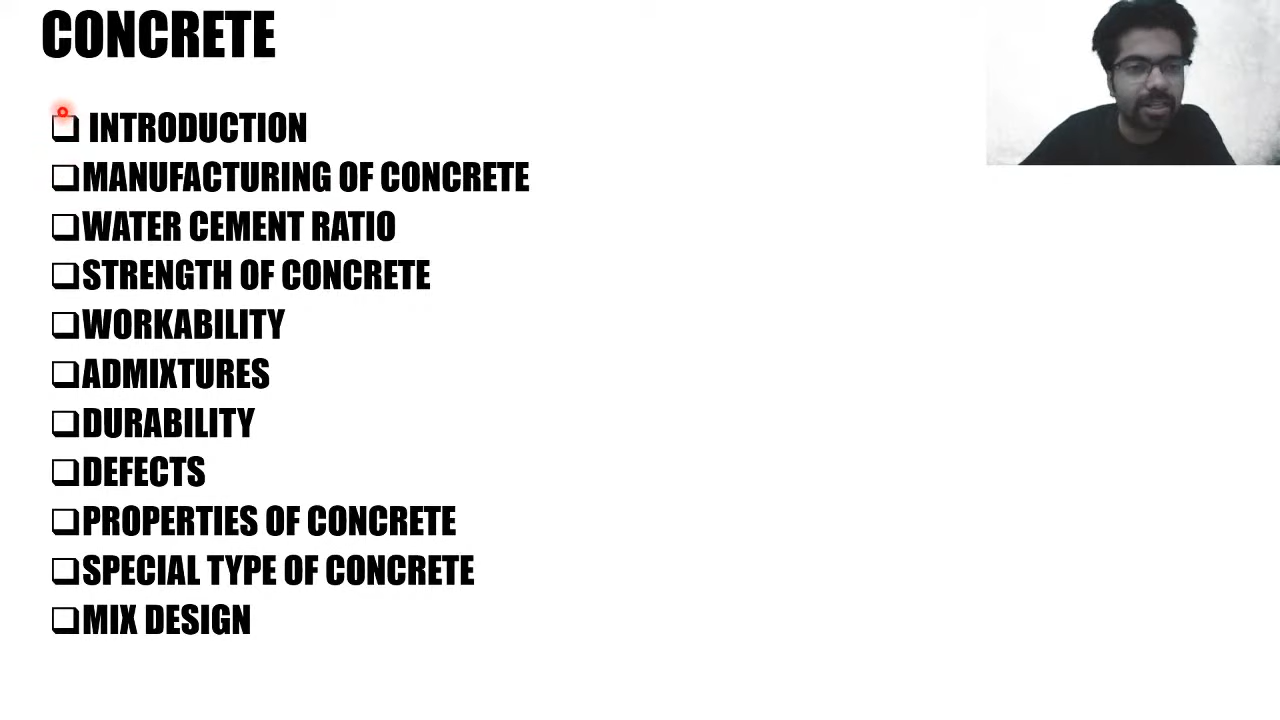 CONCRETE
INTRODUCTION
MANUFACTURING OF CONCRETE
WATER CEMENT RATIO
STRENGTH OF CONCRETE
WORKABILITY
ADMIXTURES
DURABILITY
DEFECTS
PROPERTIES OF CONCRETE
SPECIAL TYPE OF CONCRETE
MIX DESIGN